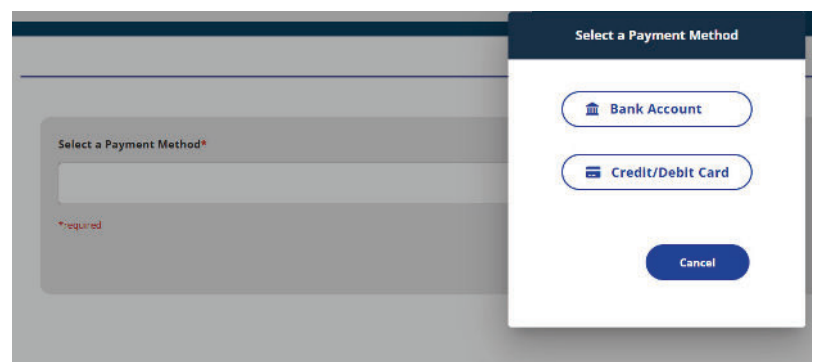 Select a Payment Method
Bank Account
Credit/Debit Card
Cancel
Select a Payment Method*
*required